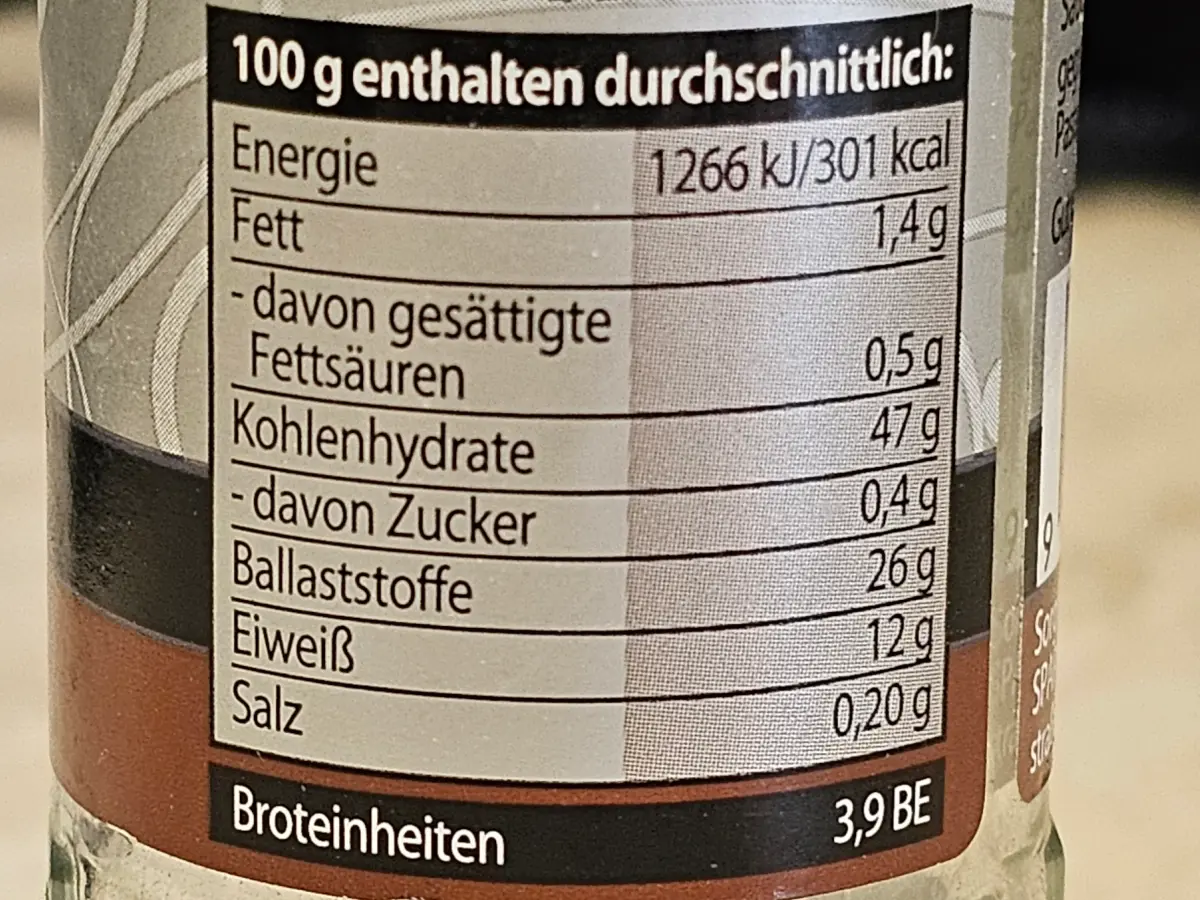 100 g enthalten durchschnittlich:
Energie 1266 kJ/301 kcal
Fett 1,4 g
- davon gesättigte
Fettsäuren 0,5 g
Kohlenhydrate 47 g
- davon Zucker 0,4 g
Ballaststoffe 26 g
Eiweiß 12 g
Salz 0,20 g
Broteinheiten 3,9 BE
9